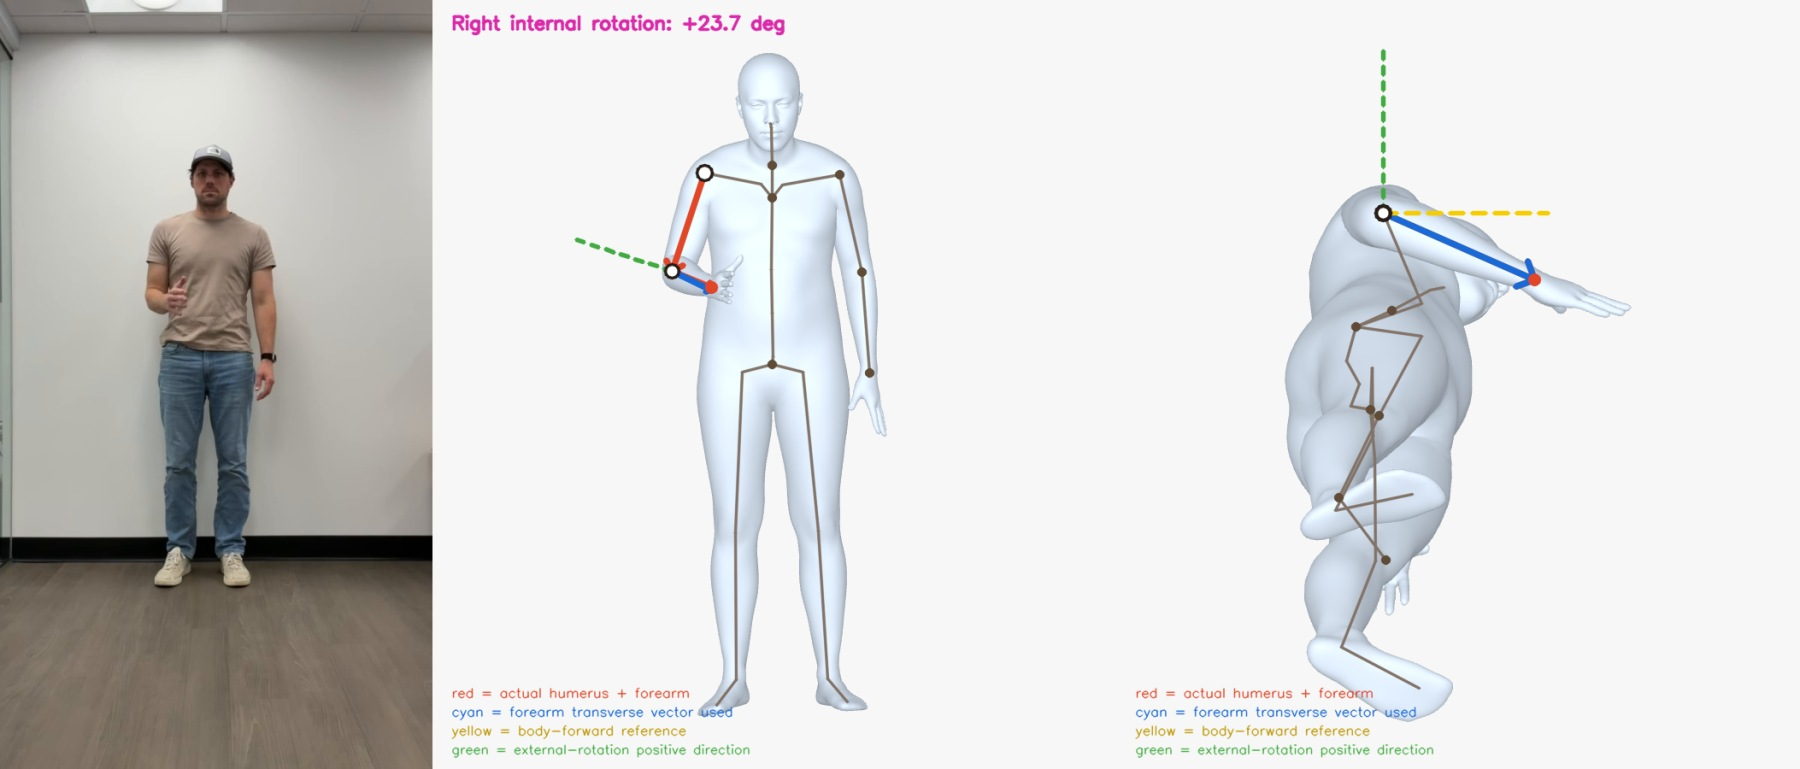 Right internal rotation: +23.7 deg
red = actual humerus + forearm
cyan = forearm transverse vector used
yellow = body-forward reference
green = external-rotation positive direction
red = actual humerus + forearm
cyan = forearm transverse vector used
yellow = body-forward reference
green = external-rotation positive direction